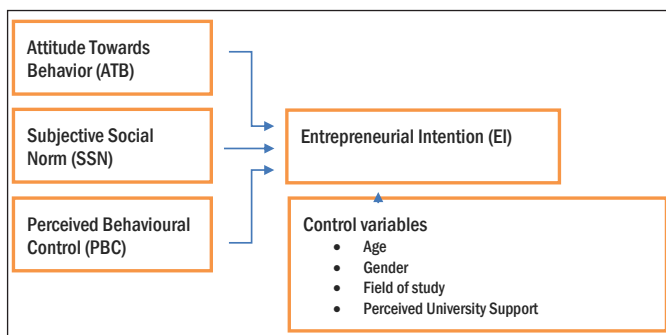 Attitude Towards
Behavior (ATB)
Subjective Social
Norm (SSN)
Perceived Behavioural
Control (PBC)
Entrepreneurial Intention (EI)
Control variables
• Age
• Gender
• Field of study
• Perceived University Support